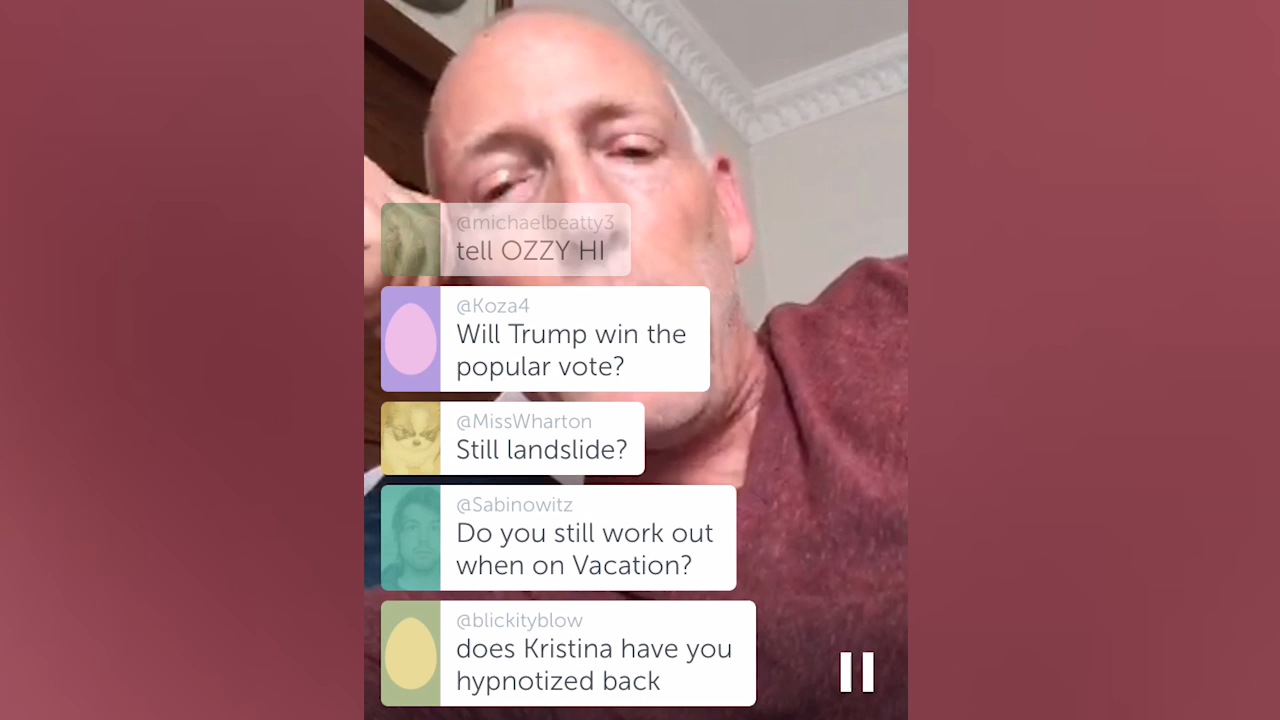 @michaelbeatty3
tell OZZY HI
@Koza4
Will Trump win the
popular vote?
@MissWharton
Still landslide?
@Sabinowitz
Do you still work out
when on Vacation?
@blickityblow
does Kristina have you
hypnotized back